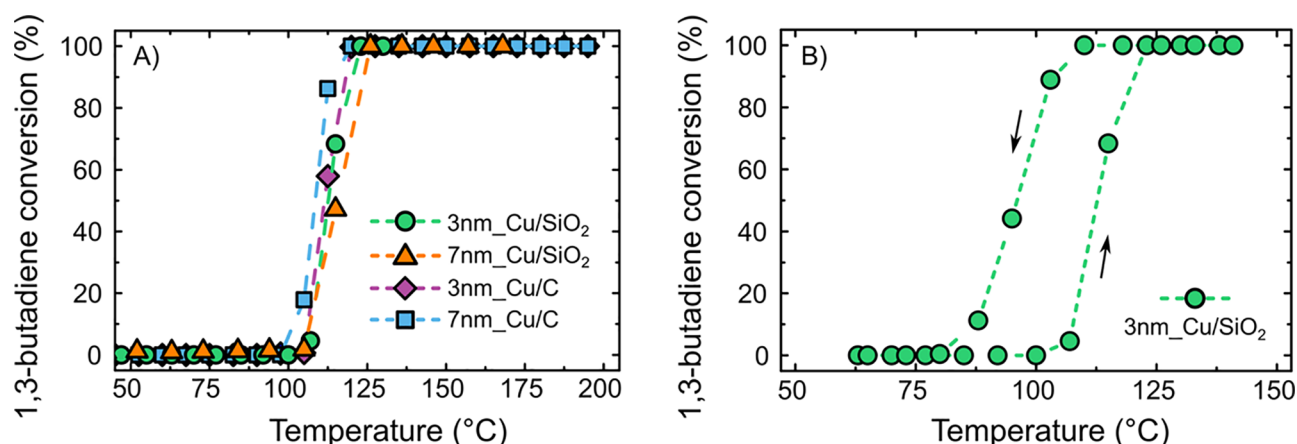 A)
1,3-butadiene conversion (%)
100
80
60
40
20
0
3nm_Cu/SiO₂
7nm_Cu/SiO₂
3nm_Cu/C
7nm_Cu/C
50 75 100 125 150 175 200
Temperature (°C)
B)
1,3-butadiene conversion (%)
100
80
60
40
20
0
3nm_Cu/SiO₂
50 75 100 125 150
Temperature (°C)